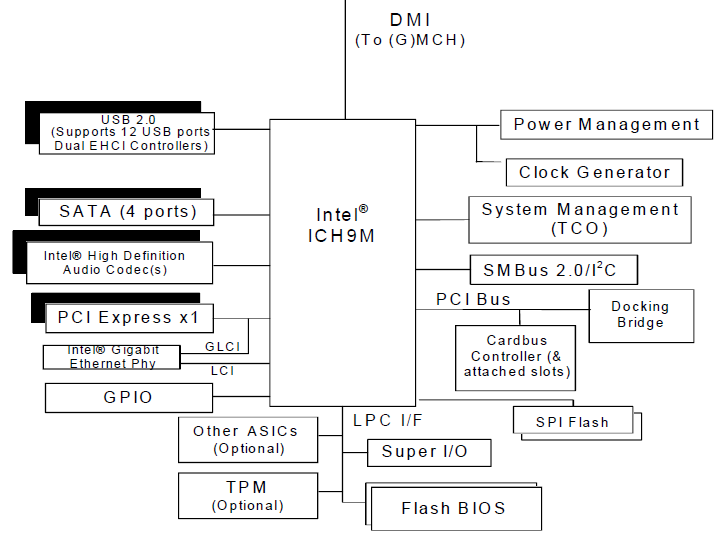 DMI
(To (G)MCH)
USB 2.0
(Supports 12 USB ports
Dual EHCI Controllers)
SATA (4 ports)
Intel® High Definition
Audio Codec(s)
PCI Express x1
Intel® Gigabit
Ethernet Phy
GLCI
LCI
GPIO
Intel®
ICH9M
Power Management
Clock Generator
System Management
(TCO)
SMBus 2.0/I²C
PCI Bus
Docking
Bridge
Cardbus
Controller (&
attached slots)
SPI Flash
LPC I/F
Other ASICs
(Optional)
Super I/O
TPM
(Optional)
Flash BIOS